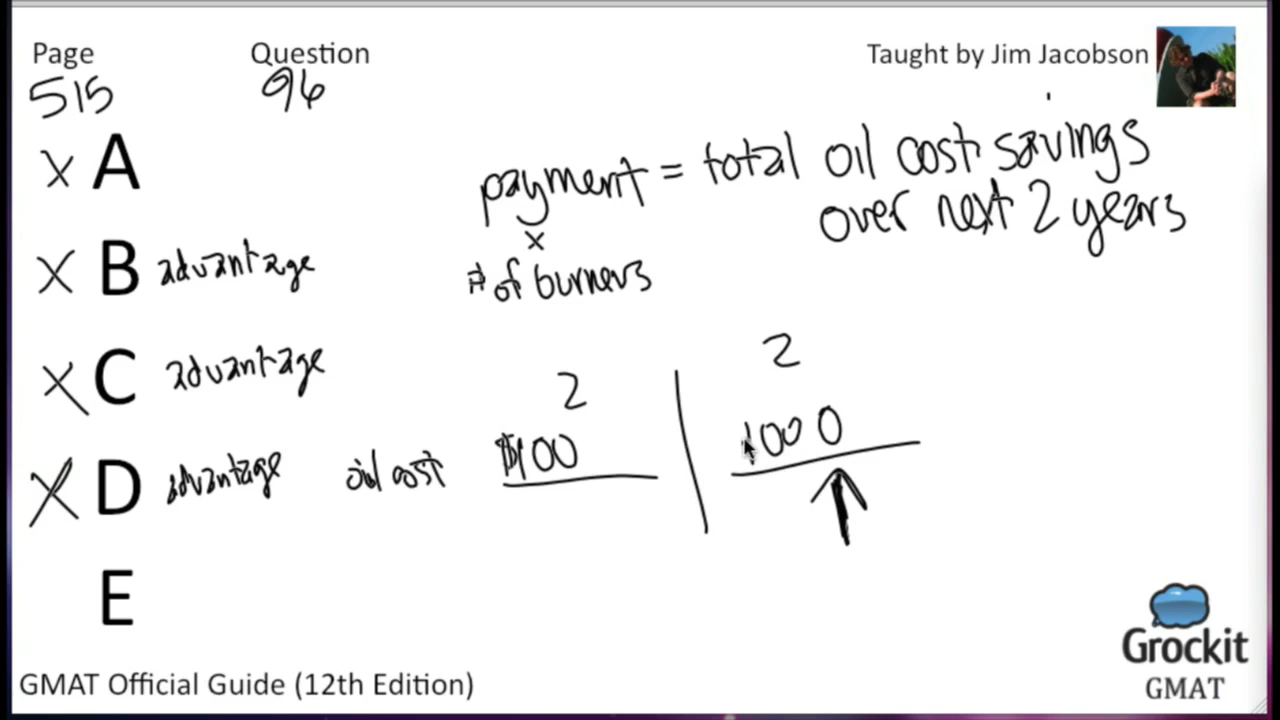 Page Question Taught by Jim Jacobson
515 96
X A
payment = total oil cost savings
over next 2 years
x
# of burners
X B advantage
X C advantage
2 2
$100 1000
X D advantage oil cost
E
Grockit
GMAT
GMAT Official Guide (12th Edition)